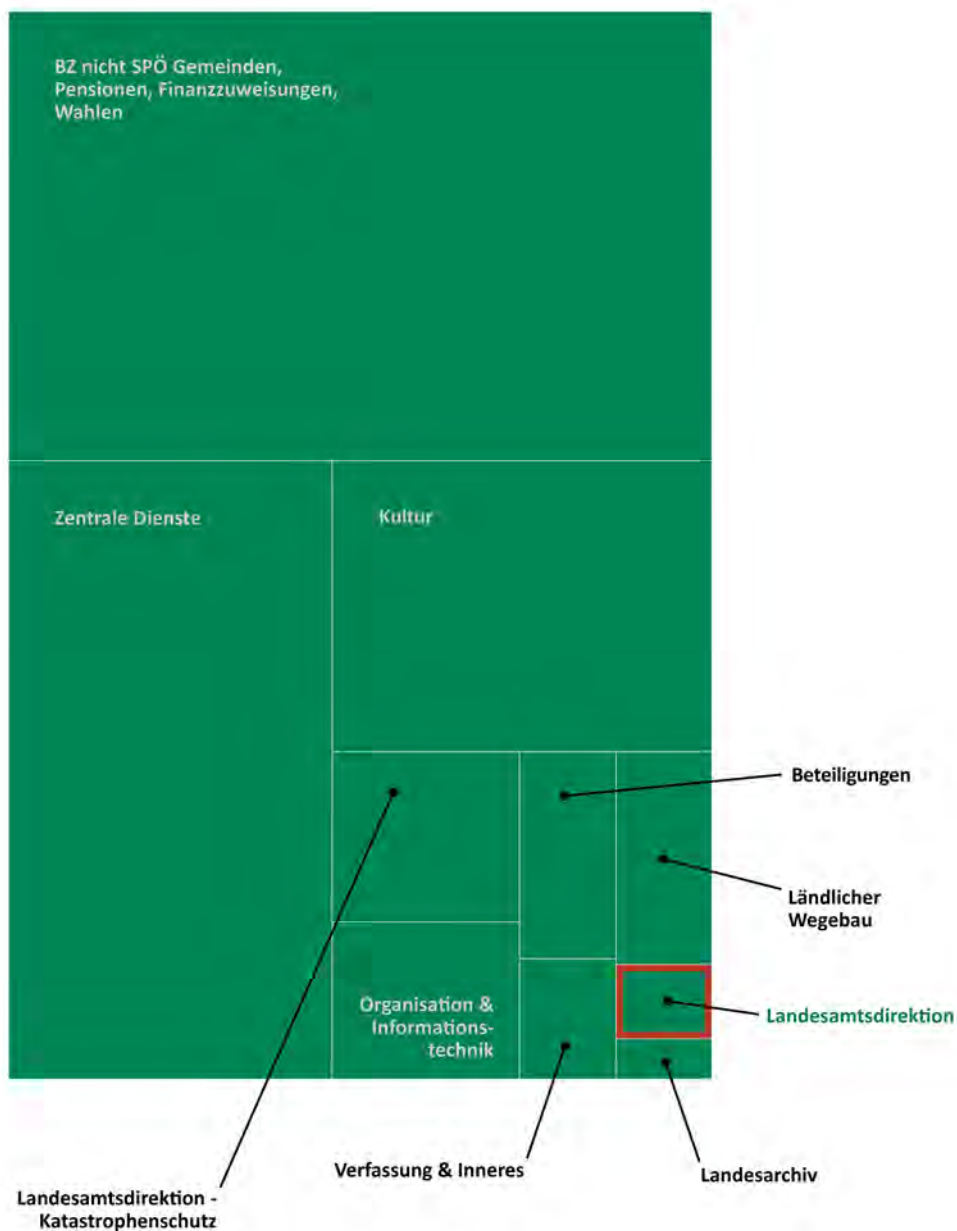 BZ nicht SPÖ Gemeinden,
Pensionen, Finanzzuweisungen,
Wahlen
Zentrale Dienste
Kultur
Beteiligungen
Ländlicher
Wegebau
Organisation &
Informations-
technik
Landesamtsdirektion
Verfassung & Inneres
Landesarchiv
Landesamtsdirektion -
Katastrophenschutz